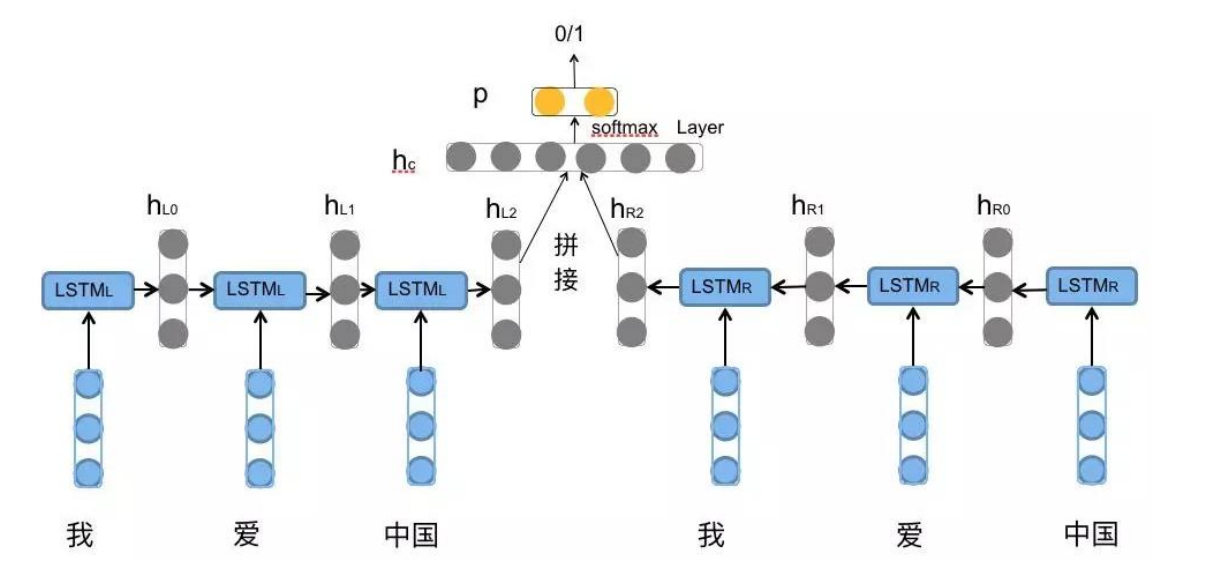 0/1
p
softmax Layer
hc
hL0 hL1 hL2 hR2 hR1 hR0
拼
接
LSTML LSTML LSTML LSTMR LSTMR LSTMR
我 爱 中国 我 爱 中国